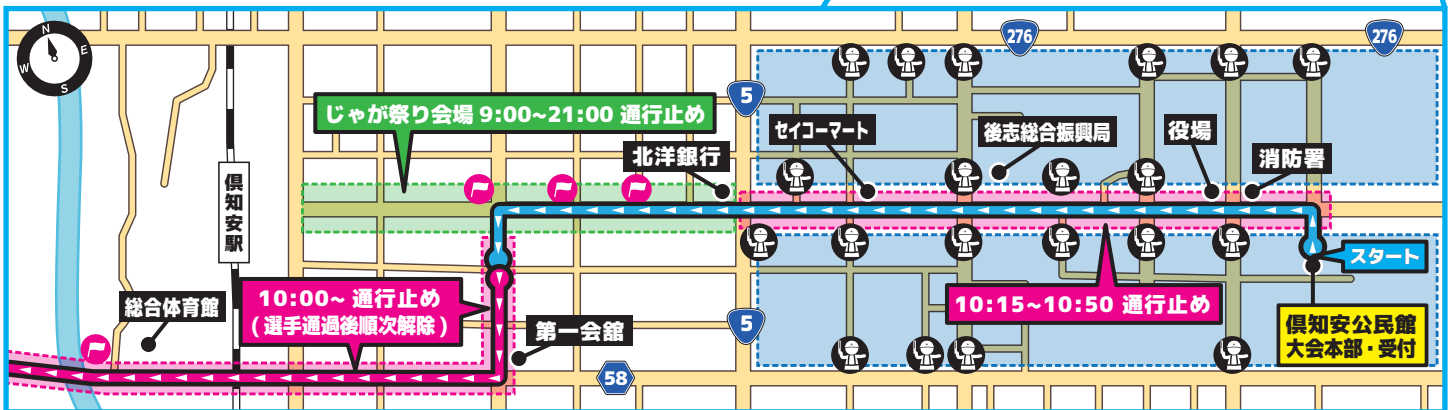 N
E
W
S
276
276
5
じゃが祭り会場 9:00~21:00 通行止め
セイコーマート
後志総合振興局
役場
消防署
北洋銀行
倶知安駅
スタート
10:00~ 通行止め
(選手通過後順次解除)
総合体育館
10:15~10:50 通行止め
5
第一会舘
倶知安公民館
大会本部・受付
58